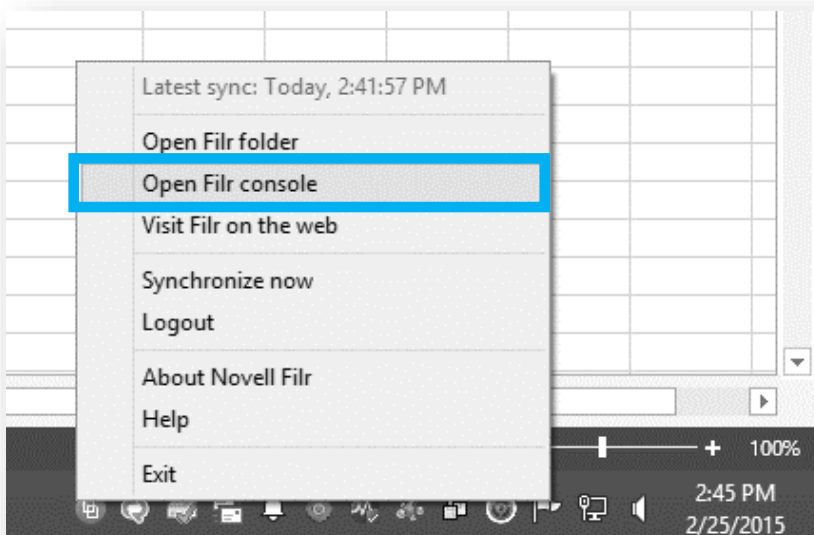 Latest sync: Today, 2:41:57 PM
Open Filr folder
Open Filr console
Visit Filr on the web
Synchronize now
Logout
About Novell Filr
Help
Exit
100%
2:45 PM
2/25/2015